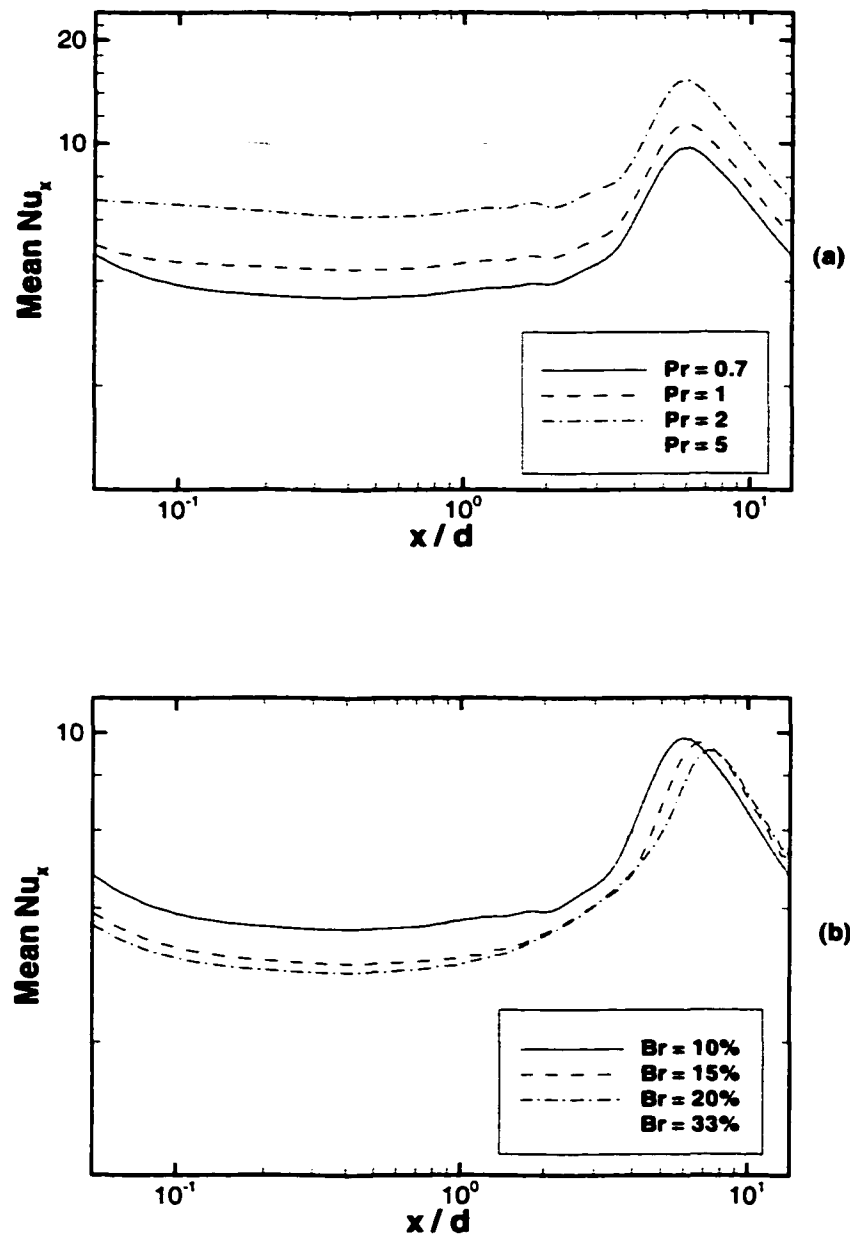 20
10
Mean Nu_x
(a)
Pr = 0.7
Pr = 1
Pr = 2
Pr = 5
10^-1
10^0
10^1
x / d
10
Mean Nu_x
(b)
Br = 10%
Br = 15%
Br = 20%
Br = 33%
10^-1
10^0
10^1
x / d